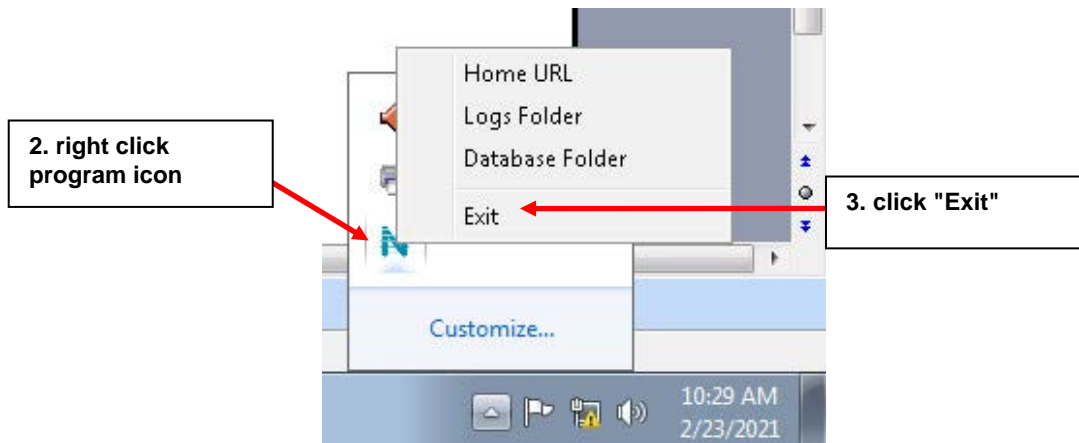 Home URL
Logs Folder
Database Folder
Exit
2. right click
program icon
3. click "Exit"
Customize...
10:29 AM
2/23/2021